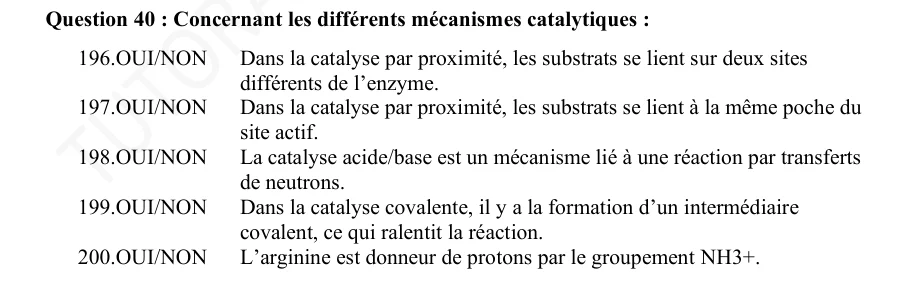 Question 40 : Concernant les différents mécanismes catalytiques :
196.OUI/NON Dans la catalyse par proximité, les substrats se lient sur deux sites
différents de l’enzyme.
197.OUI/NON Dans la catalyse par proximité, les substrats se lient à la même poche du
site actif.
198.OUI/NON La catalyse acide/base est un mécanisme lié à une réaction par transferts
de neutrons.
199.OUI/NON Dans la catalyse covalente, il y a la formation d’un intermédiaire
covalent, ce qui ralentit la réaction.
200.OUI/NON L’arginine est donneur de protons par le groupement NH3+.